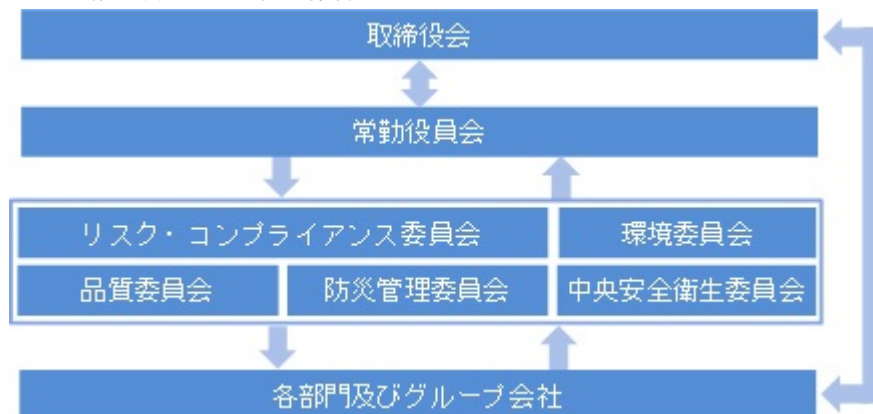 取締役会
常勤役員会
リスク・コンプライアンス委員会
環境委員会
品質委員会
防災管理委員会
中央安全衛生委員会
各部門及びグループ会社